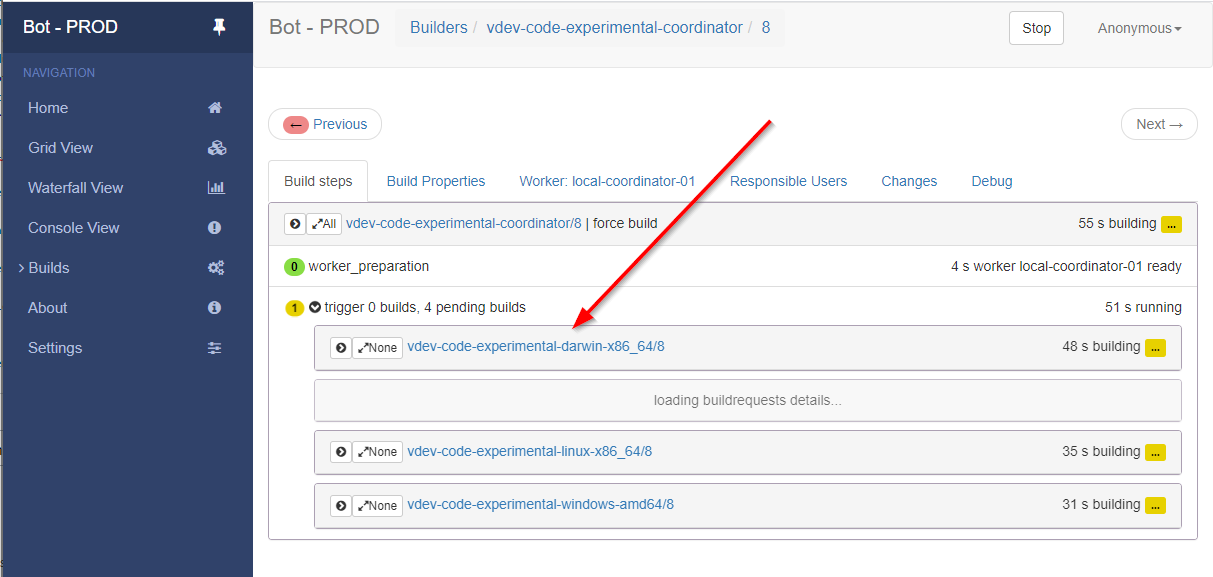 Bot - PROD
NAVIGATION
Home
Grid View
Waterfall View
Console View
Builds
About
Settings
Bot - PROD Builders / vdev-code-experimental-coordinator / 8 Stop Anonymous
← Previous Next →
Build steps Build Properties Worker: local-coordinator-01 Responsible Users Changes Debug
All vdev-code-experimental-coordinator/8 | force build 55 s building ...
0 worker_preparation 4 s worker local-coordinator-01 ready
1 trigger 0 builds, 4 pending builds 51 s running
None vdev-code-experimental-darwin-x86_64/8 48 s building ...
loading buildrequests details...
None vdev-code-experimental-linux-x86_64/8 35 s building ...
None vdev-code-experimental-windows-amd64/8 31 s building ...